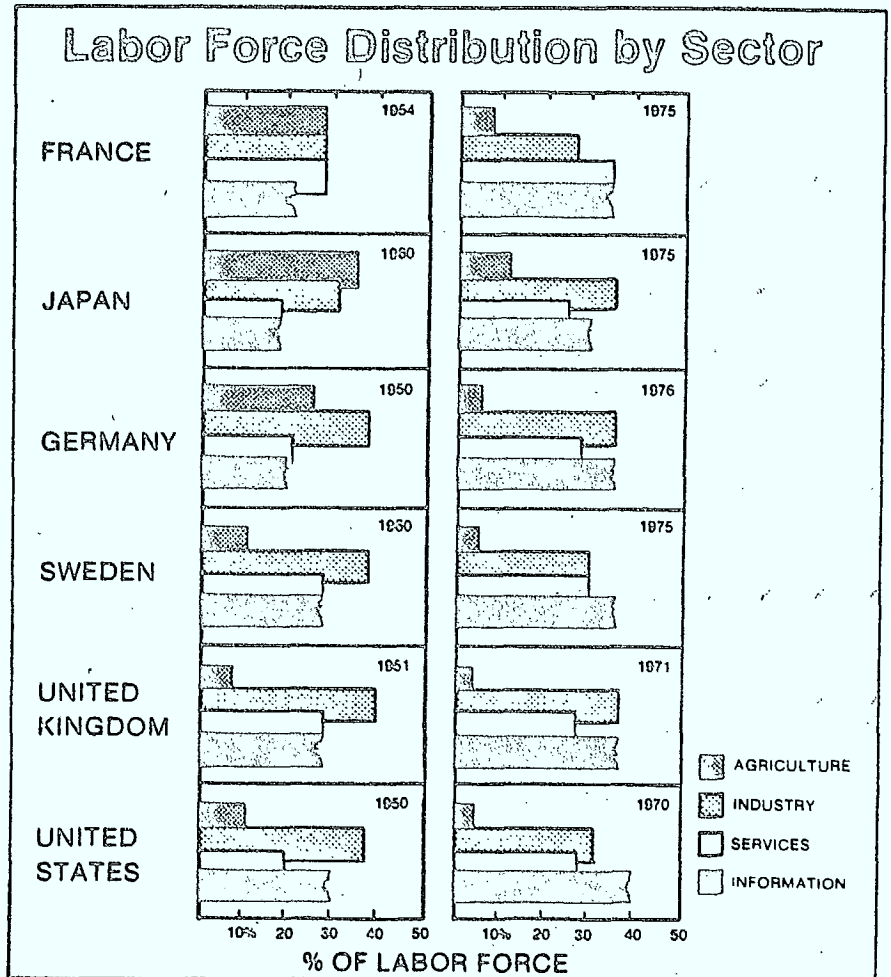 Labor Force Distribution by Sector
FRANCE
1954
1975
JAPAN
1960
1975
GERMANY
1950
1976
SWEDEN
1960
1975
UNITED
KINGDOM
1951
1971
UNITED
STATES
1950
1970
AGRICULTURE
INDUSTRY
SERVICES
INFORMATION
10% 20 30 40 50
10% 20 30 40 50
% OF LABOR FORCE